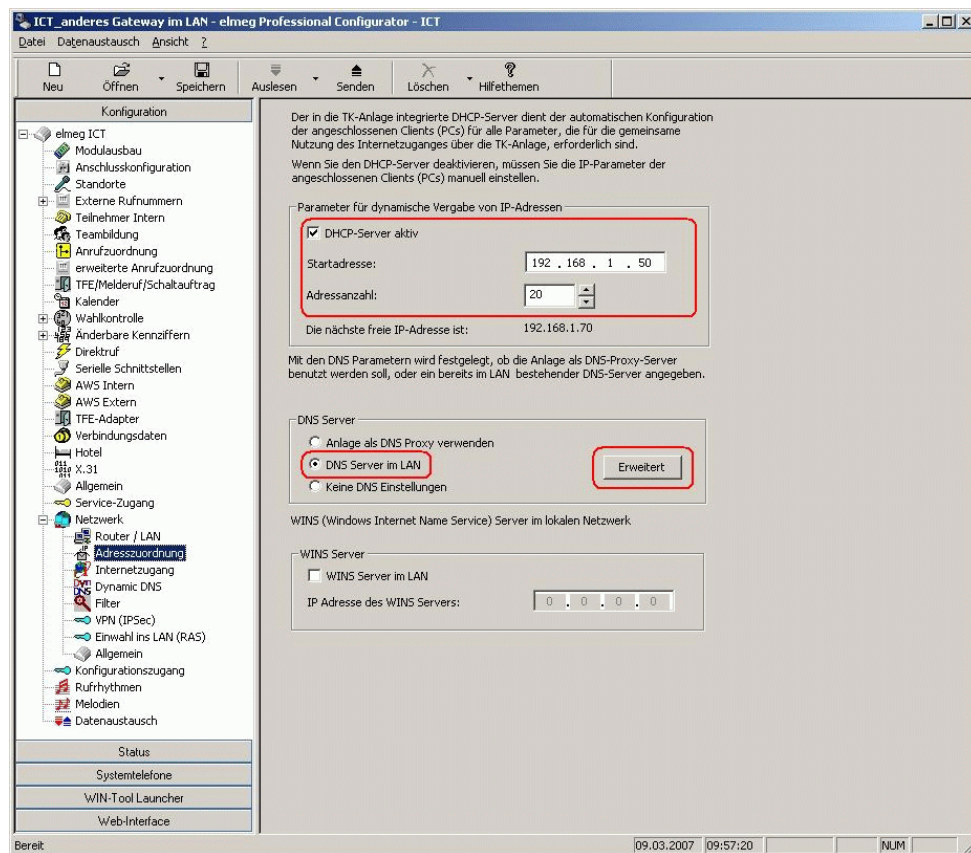 ICT_anderes Gateway im LAN - elmeg Professional Configurator - ICT
Datei Datenaustausch Ansicht ?
Neu Öffnen Speichern Auslesen Senden Löschen Hilfethemen
Konfiguration
elmeg ICT
Modulausbau
Anschlusskonfiguration
Standorte
Externe Rufnummern
Teilnehmer Intern
Teambildung
Anrufzuordnung
erweiterte Anrufzuordnung
TFE/Melderuf/Schaltauftrag
Kalender
Wahlkontrolle
Änderbare Kennziffern
Direktruf
Serielle Schnittstellen
AWS Intern
AWS Extern
TFE-Adapter
Verbindungsdaten
Hotel
X.31
Allgemein
Service-Zugang
Netzwerk
Router / LAN
Adresszuordnung
Internetzugang
Dynamic DNS
Filter
VPN (IPSec)
Einwahl ins LAN (RAS)
Allgemein
Konfigurationszugang
Rufrhythmen
Melodien
Datenaustausch
Status
Systemtelefone
WIN-Tool Launcher
Web-Interface
Der in die TK-Anlage integrierte DHCP-Server dient der automatischen Konfiguration
der angeschlossenen Clients (PCs) für alle Parameter, die für die gemeinsame
Nutzung des Internetzuganges über die TK-Anlage, erforderlich sind.
Wenn Sie den DHCP-Server deaktivieren, müssen Sie die IP-Parameter der
angeschlossenen Clients (PCs) manuell einstellen.
Parameter für dynamische Vergabe von IP-Adressen
DHCP-Server aktiv
Startadresse: 192 . 168 . 1 . 50
Adressanzahl: 20
Die nächste freie IP-Adresse ist: 192.168.1.70
Mit den DNS Parametern wird festgelegt, ob die Anlage als DNS-Proxy-Server
benutzt werden soll, oder ein bereits im LAN bestehender DNS-Server angegeben.
DNS Server
Anlage als DNS Proxy verwenden
DNS Server im LAN
Erweitert
Keine DNS Einstellungen
WINS (Windows Internet Name Service) Server im lokalen Netzwerk
WINS Server
WINS Server im LAN
IP Adresse des WINS Servers: 0 . 0 . 0 . 0
Bereit 09.03.2007 09:57:20 NUM